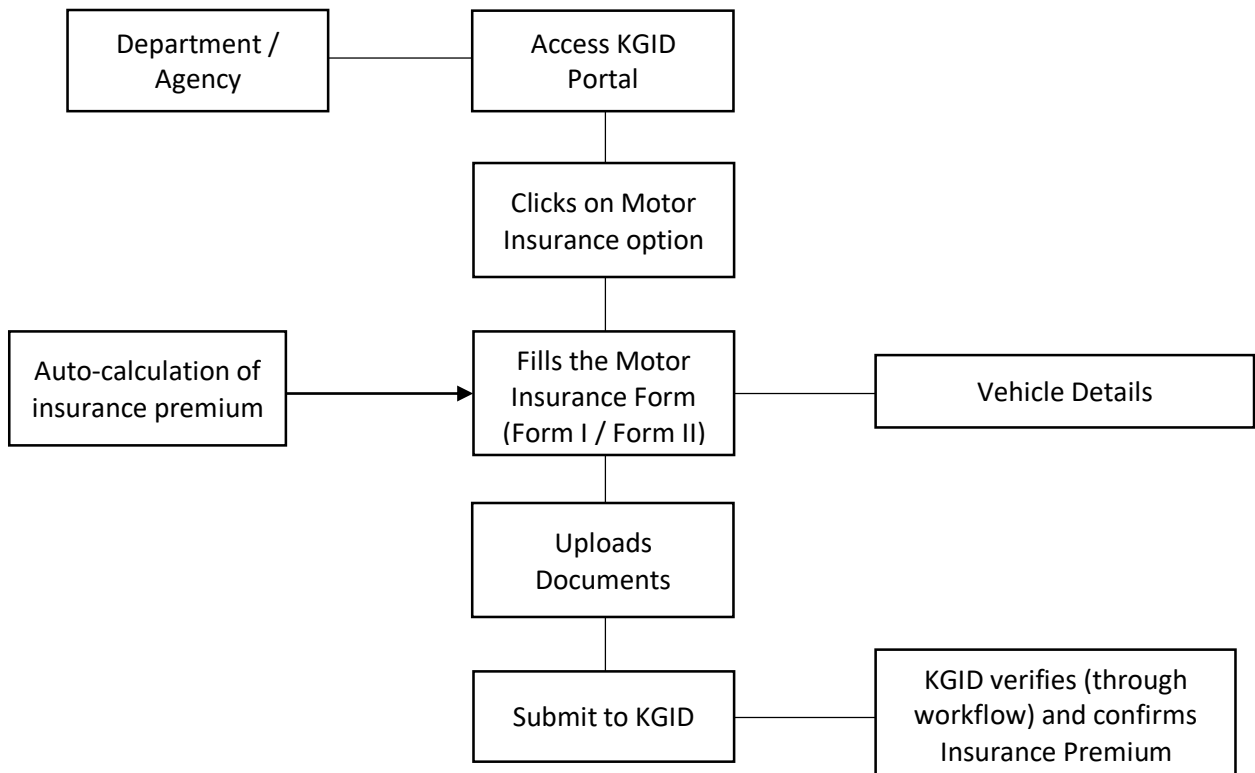 Department /
Agency
Access KGID
Portal
Clicks on Motor
Insurance option
Auto-calculation of
insurance premium
Fills the Motor
Insurance Form
(Form I / Form II)
Vehicle Details
Uploads
Documents
Submit to KGID
KGID verifies (through
workflow) and confirms
Insurance Premium